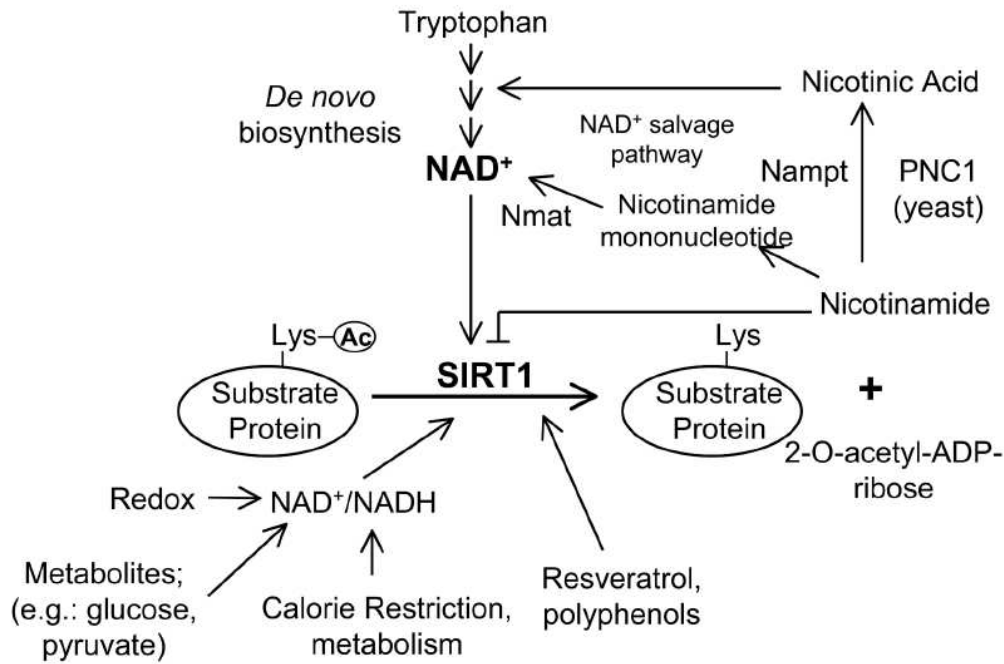 Tryptophan
De novo
biosynthesis
NAD⁺
Nicotinic Acid
NAD⁺ salvage
pathway
Nampt
PNC1
(yeast)
Nmat
Nicotinamide
mononucleotide
Nicotinamide
Lys–Ac
Substrate
Protein
SIRT1
Lys
Substrate
Protein
+
2-O-acetyl-ADP-
ribose
Redox
NAD⁺/NADH
Metabolites;
(e.g.: glucose,
pyruvate)
Calorie Restriction,
metabolism
Resveratrol,
polyphenols